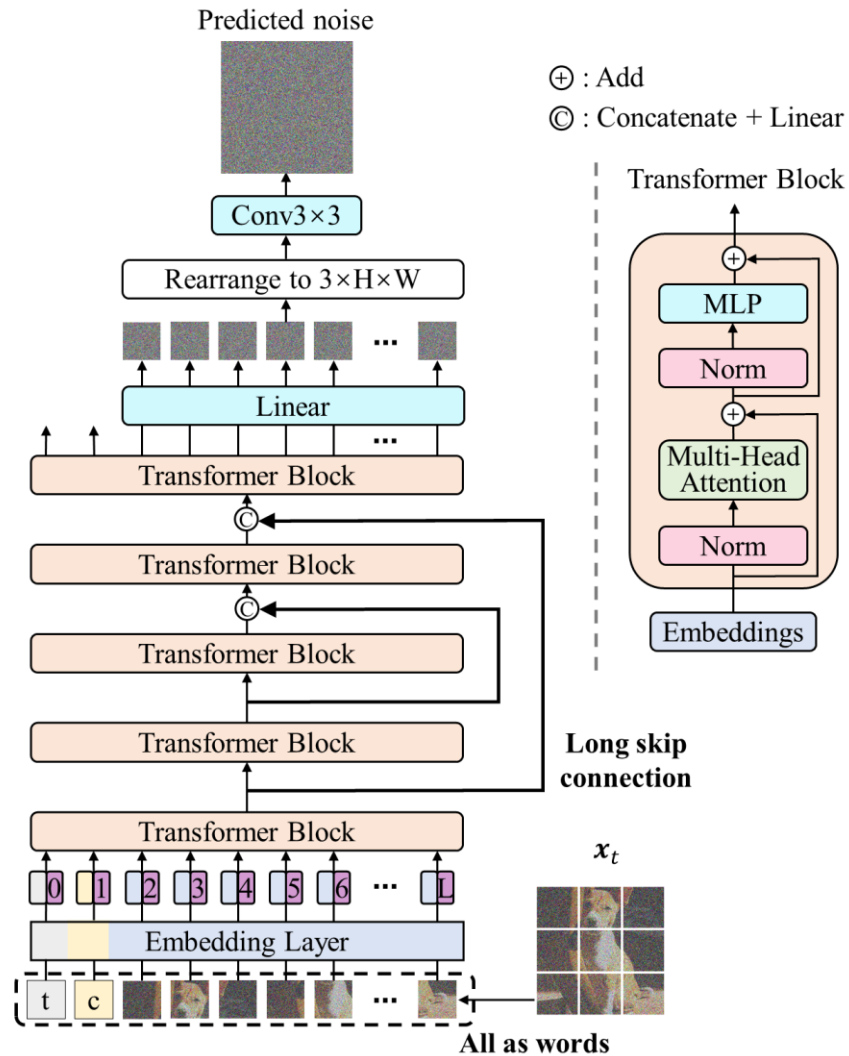 Predicted noise
+ : Add
C : Concatenate + Linear
Transformer Block
Conv3×3
Rearrange to 3×H×W
...
Linear
...
Transformer Block
C
Transformer Block
C
Transformer Block
Transformer Block
Transformer Block
Long skip
connection
0 1 2 3 4 5 6 ... L
Embedding Layer
t c ...
All as words
x_t
+
MLP
Norm
+
Multi-Head
Attention
Norm
Embeddings